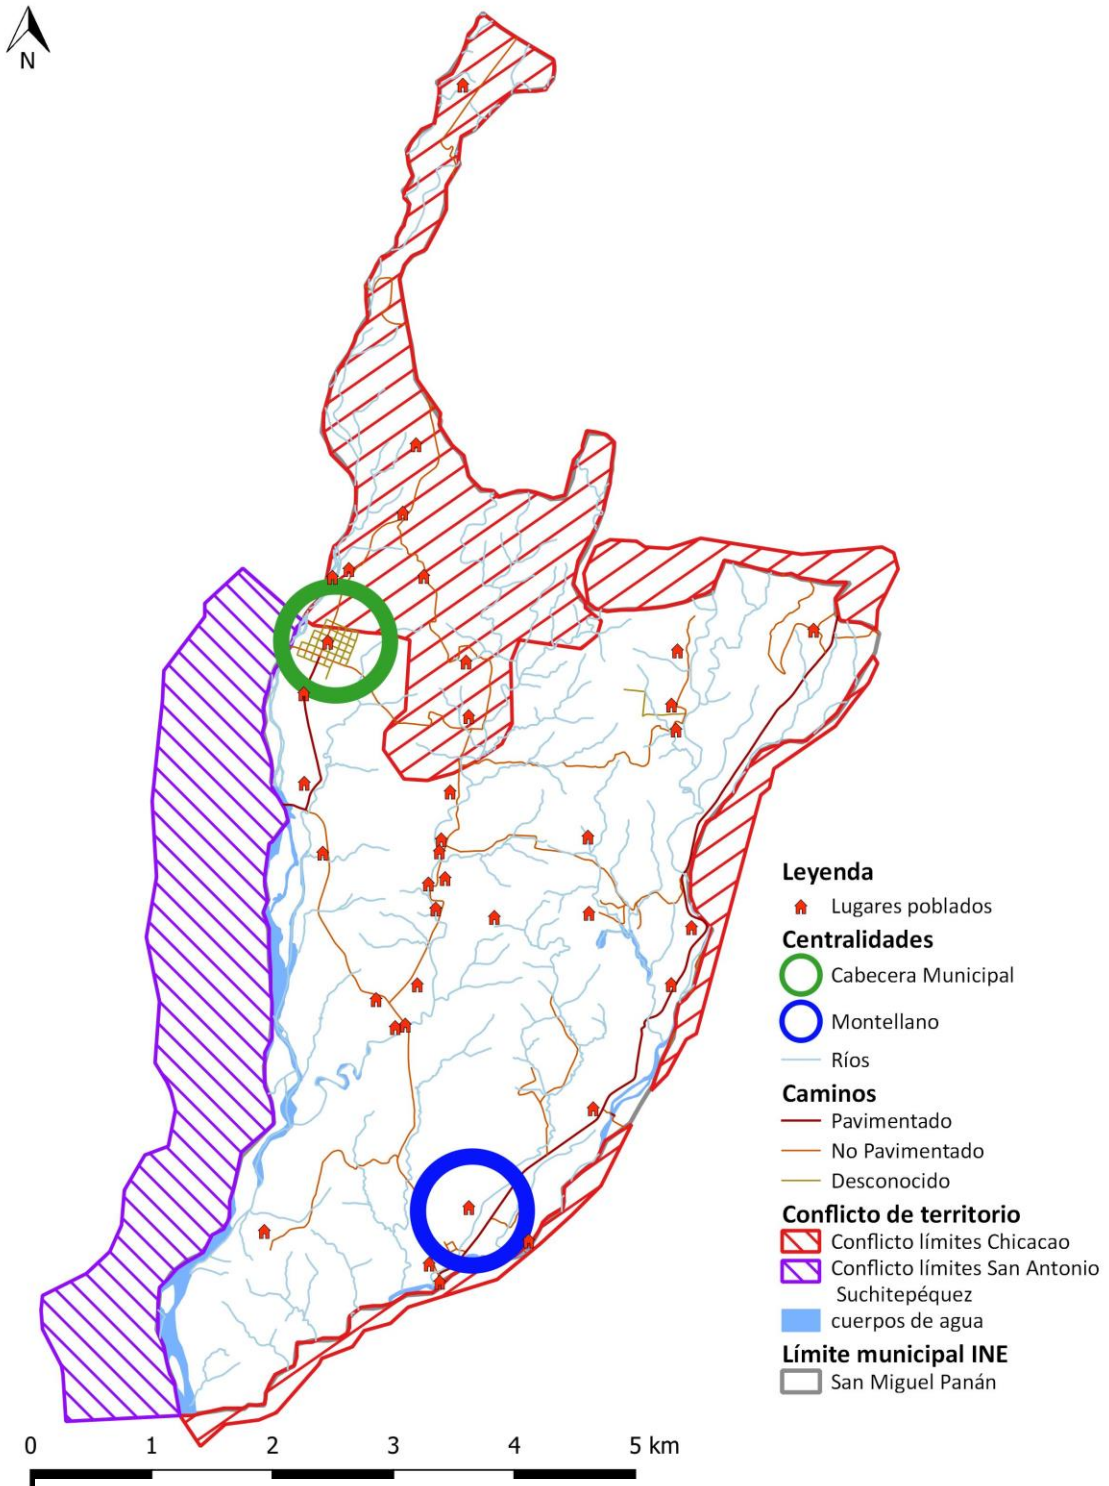 N
Leyenda
Lugares poblados
Centralidades
Cabecera Municipal
Montellano
Ríos
Caminos
Pavimentado
No Pavimentado
Desconocido
Conflicto de territorio
Conflicto límites Chicacao
Conflicto límites San Antonio
Suchitepéquez
cuerpos de agua
Límite municipal INE
San Miguel Panán
0 1 2 3 4 5 km